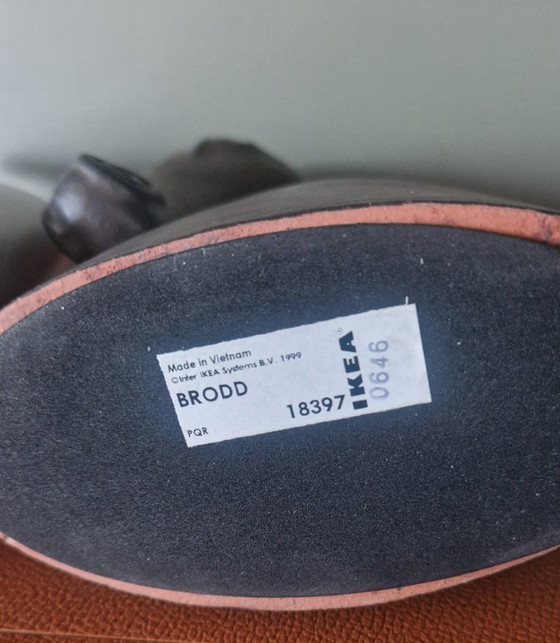 Made in Vietnam
©Inter IKEA Systems B.V. 1999
BRODD
18397
PQR
IKEA®
0646